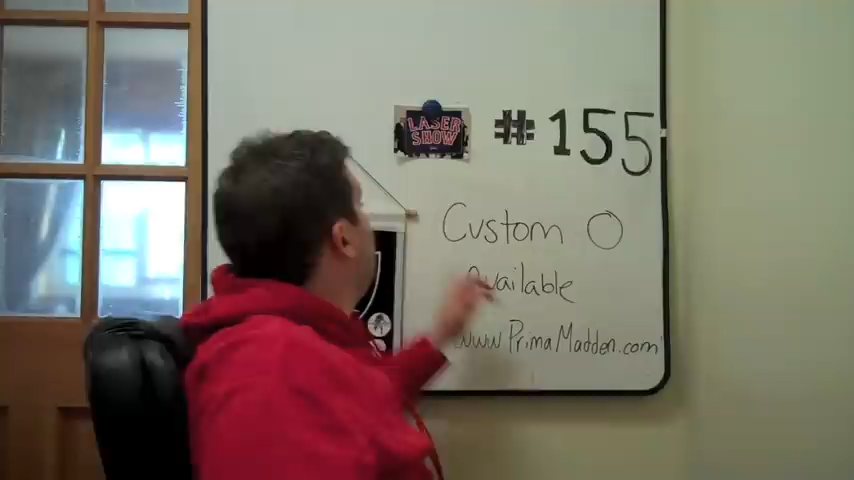 LASER
SHOW
#155
Custom O
Available
www.PrimaMadden.com